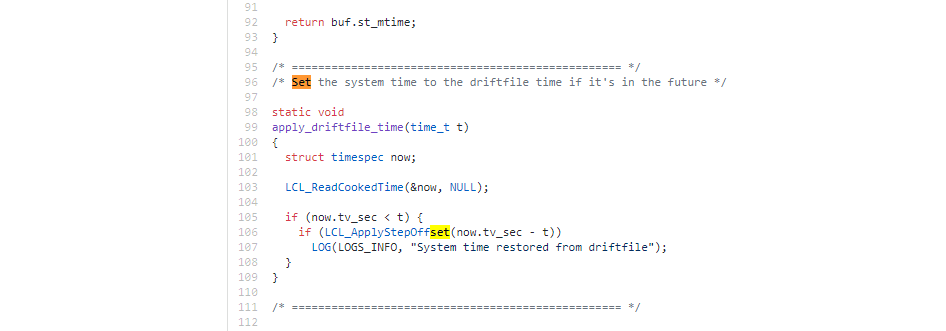 91
92 return buf.st_mtime;
93 }
94
95 /* ================================================== */
96 /* Set the system time to the driftfile time if it's in the future */
97
98 static void
99 apply_driftfile_time(time_t t)
100 {
101 struct timespec now;
102
103 LCL_ReadCookedTime(&now, NULL);
104
105 if (now.tv_sec < t) {
106 if (LCL_ApplyStepOffset(now.tv_sec - t))
107 LOG(LOGS_INFO, "System time restored from driftfile");
108 }
109 }
110
111 /* ================================================== */
112